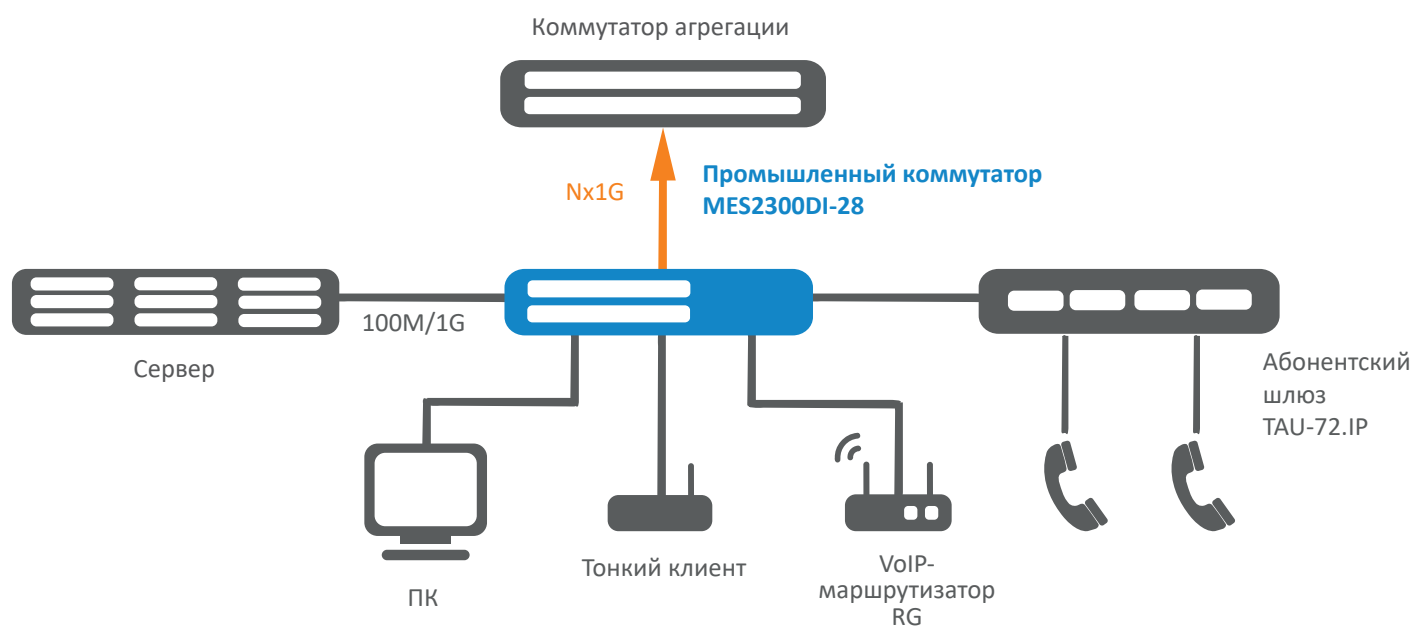 Коммутатор агрегации
Nx1G
Промышленный коммутатор
MES2300DI-28
100M/1G
Сервер
Абонентский
шлюз
TAU-72.IP
ПК
Тонкий клиент
VoIP-
маршрутизатор
RG